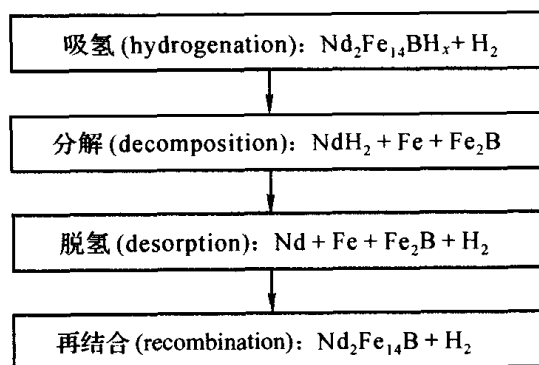 吸氢 (hydrogenation)：Nd₂Fe₁₄BHₓ + H₂
分解 (decomposition)：NdH₂ + Fe + Fe₂B
脱氢 (desorption)：Nd + Fe + Fe₂B + H₂
再结合 (recombination)：Nd₂Fe₁₄B + H₂